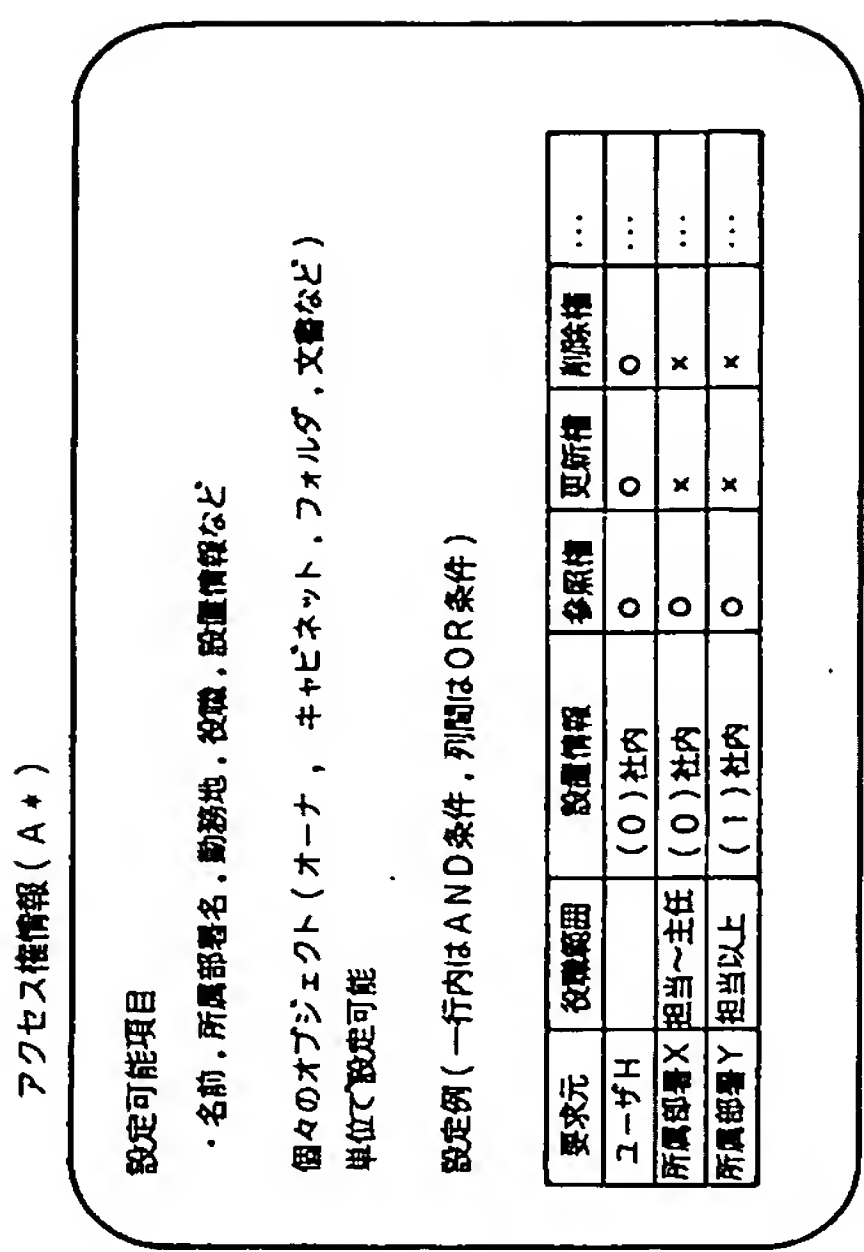 アクセス権情報(A*)
設定可能項目
・名前,所属部署名,勤務地,役職,設置情報など
個々のオブジェクト(オーナ, キャビネット,フォルダ,文書など)
単位で設定可能
設定例(一行内はAND条件,列間はOR条件)
要求元 役職範囲 設置情報 参照権 更新権 削除権 …
ユーザH (0)社内 ○ ○ ○ …
所属部署X 担当~主任 (0)社内 ○ × × …
所属部署Y 担当以上 (1)社内 ○ × × …